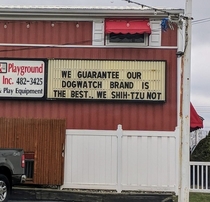 Playground
Inc. 482-3425
& Play Equipment
WE GUARANTEE OUR
DOGWATCH BRAND IS
THE BEST., WE SHIH-TZU NOT